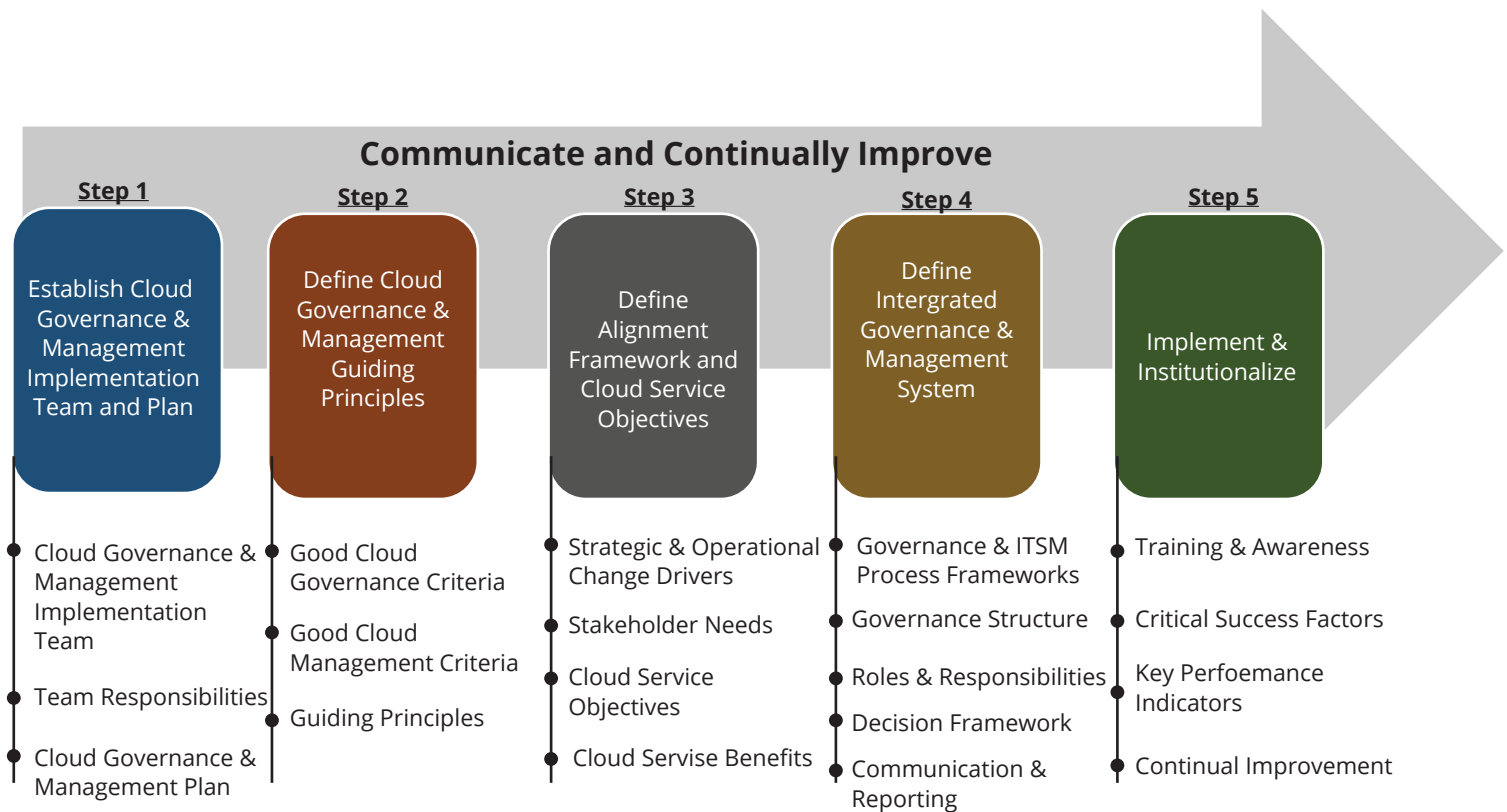 Communicate and Continually Improve
Step 1
Establish Cloud
Governance &
Management
Implementation
Team and Plan
Cloud Governance &
Management
Implementation
Team
Team Responsibilities
Cloud Governance &
Management Plan
Step 2
Define Cloud
Governance &
Management
Guiding
Principles
Good Cloud
Governance Criteria
Good Cloud
Management Criteria
Guiding Principles
Step 3
Define
Alignment
Framework and
Cloud Service
Objectives
Strategic & Operational
Change Drivers
Stakeholder Needs
Cloud Service
Objectives
Cloud Servise Benefits
Step 4
Define
Intergrated
Governance &
Management
System
Governance & ITSM
Process Frameworks
Governance Structure
Roles & Responsibilities
Decision Framework
Communication &
Reporting
Step 5
Implement &
Institutionalize
Training & Awareness
Critical Success Factors
Key Perfoemance
Indicators
Continual Improvement